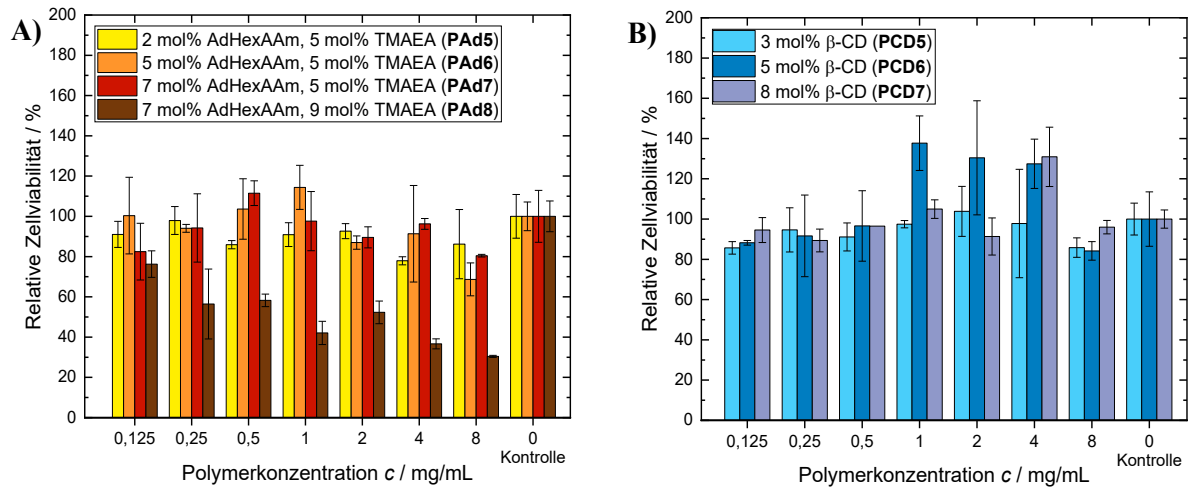 A)
Relative Zellviabilität / %
200
180
160
140
120
100
80
60
40
20
0
2 mol% AdHexAAm, 5 mol% TMAEA (PAd5)
5 mol% AdHexAAm, 5 mol% TMAEA (PAd6)
7 mol% AdHexAAm, 5 mol% TMAEA (PAd7)
7 mol% AdHexAAm, 9 mol% TMAEA (PAd8)
0,125 0,25 0,5 1 2 4 8 0
Kontrolle
Polymerkonzentration c / mg/mL
B)
Relative Zellviabilität / %
200
180
160
140
120
100
80
60
40
20
0
3 mol% β-CD (PCD5)
5 mol% β-CD (PCD6)
8 mol% β-CD (PCD7)
0,125 0,25 0,5 1 2 4 8 0
Kontrolle
Polymerkonzentration c / mg/mL